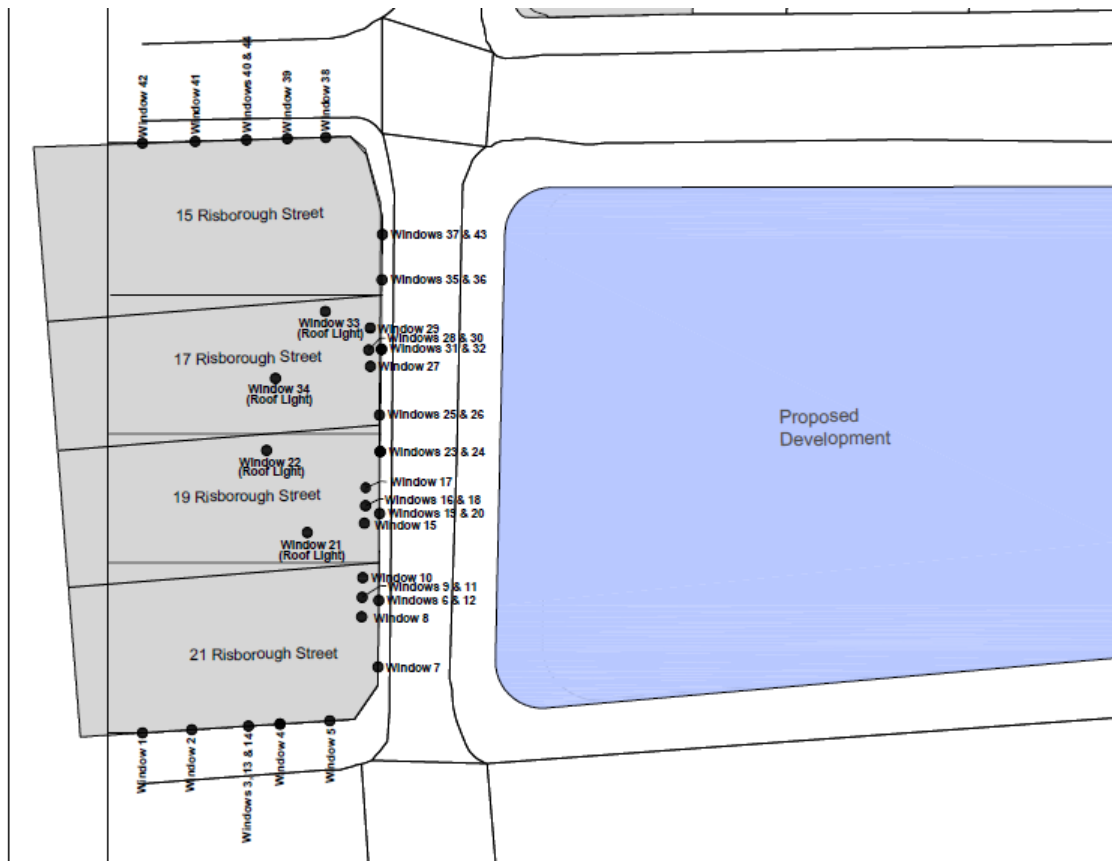 Window 42
Window 41
Windows 40 & 44
Window 39
Window 38
15 Risborough Street
Windows 37 & 43
Windows 35 & 36
Window 33
(Roof Light)
Window 29
Windows 28 & 30
Windows 31 & 32
17 Risborough Street
Window 27
Window 34
(Roof Light)
Windows 25 & 26
Proposed
Development
Windows 23 & 24
Window 22
(Roof Light)
Window 17
19 Risborough Street
Windows 16 & 18
Windows 19 & 20
Window 15
Window 21
(Roof Light)
Window 10
Windows 9 & 11
Windows 6 & 12
Window 8
21 Risborough Street
Window 7
Window 1
Window 2
Windows 3, 13 & 14
Window 4
Window 5